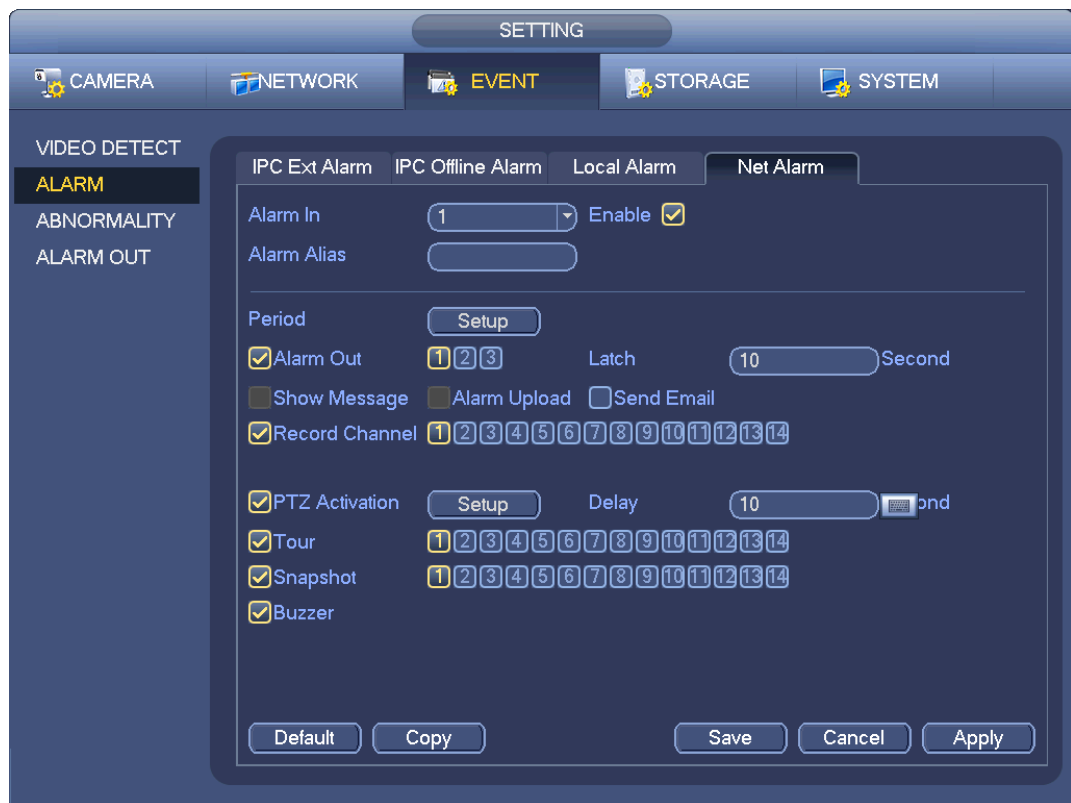 SETTING
CAMERA NETWORK EVENT STORAGE SYSTEM
VIDEO DETECT
ALARM
ABNORMALITY
ALARM OUT
IPC Ext Alarm IPC Offline Alarm Local Alarm Net Alarm
Alarm In 1 Enable
Alarm Alias
Period Setup
Alarm Out 1 2 3 Latch 10 Second
Show Message Alarm Upload Send Email
Record Channel 1 2 3 4 5 6 7 8 9 10 11 12 13 14
PTZ Activation Setup Delay 10 ond
Tour 1 2 3 4 5 6 7 8 9 10 11 12 13 14
Snapshot 1 2 3 4 5 6 7 8 9 10 11 12 13 14
Buzzer
Default Copy Save Cancel Apply